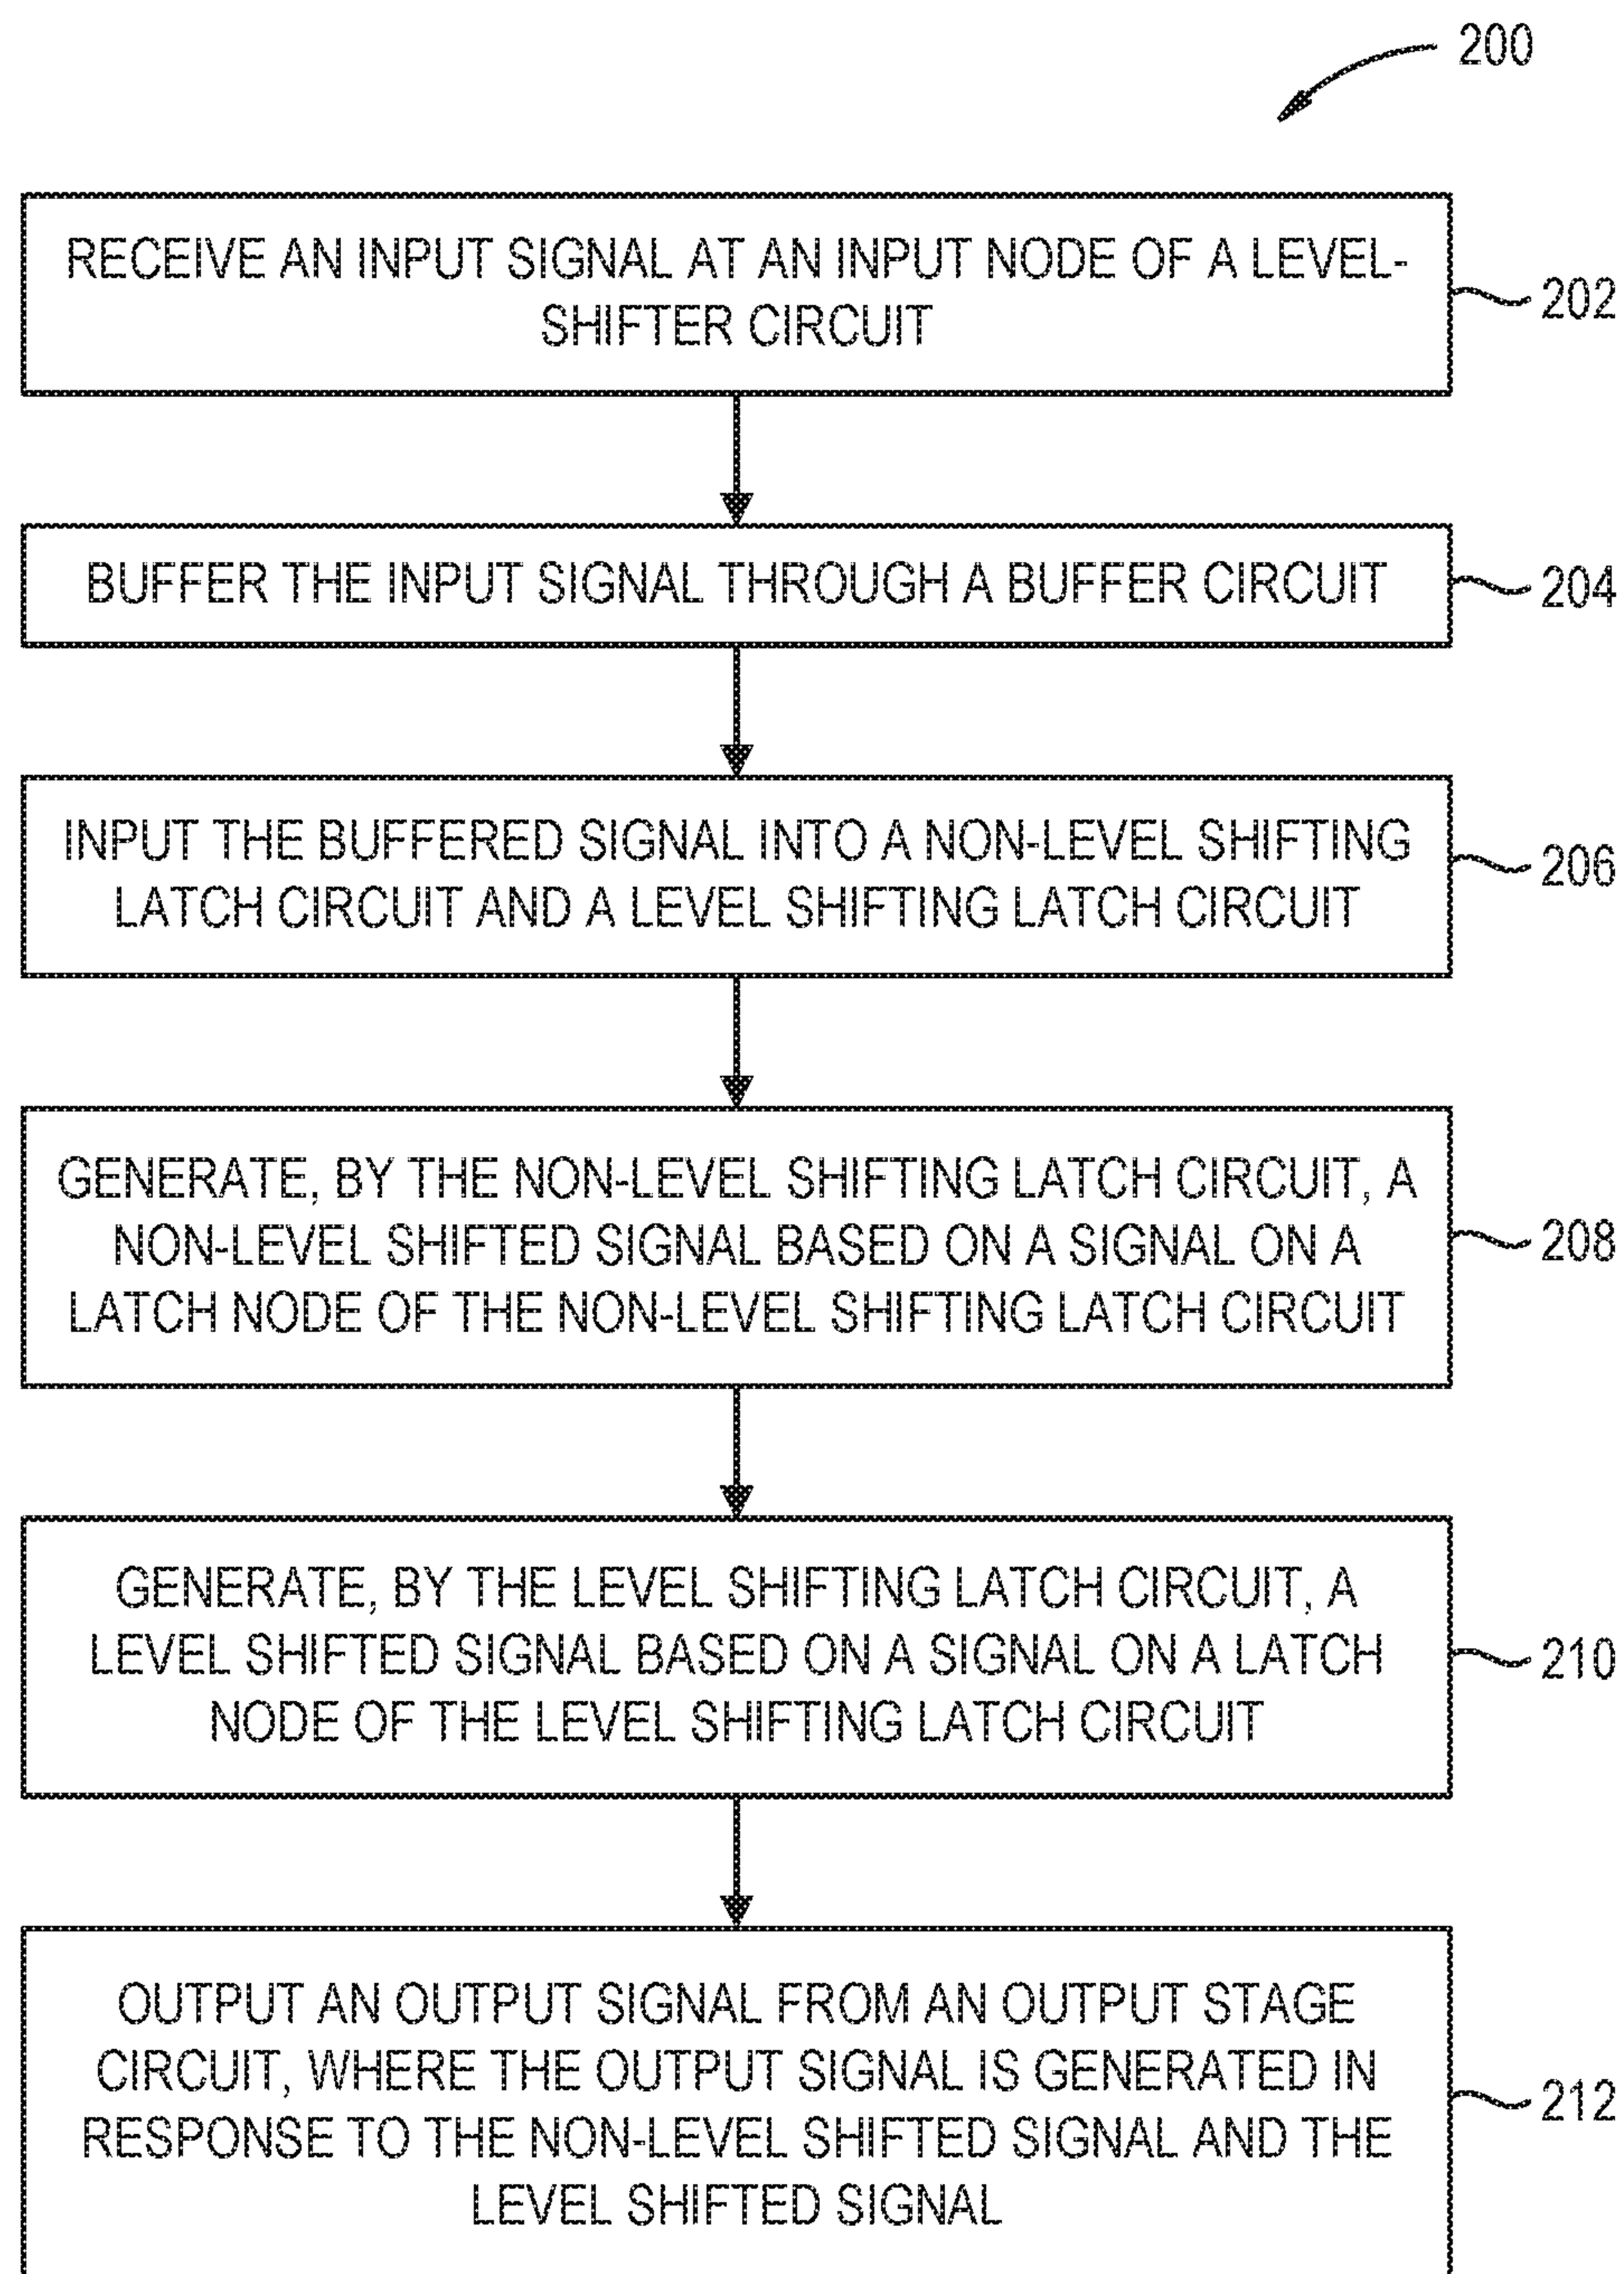 200
RECEIVE AN INPUT SIGNAL AT AN INPUT NODE OF A LEVEL-
SHIFTER CIRCUIT
202
BUFFER THE INPUT SIGNAL THROUGH A BUFFER CIRCUIT
204
INPUT THE BUFFERED SIGNAL INTO A NON-LEVEL SHIFTING
LATCH CIRCUIT AND A LEVEL SHIFTING LATCH CIRCUIT
206
GENERATE, BY THE NON-LEVEL SHIFTING LATCH CIRCUIT, A
NON-LEVEL SHIFTED SIGNAL BASED ON A SIGNAL ON A
LATCH NODE OF THE NON-LEVEL SHIFTING LATCH CIRCUIT
208
GENERATE, BY THE LEVEL SHIFTING LATCH CIRCUIT, A
LEVEL SHIFTED SIGNAL BASED ON A SIGNAL ON A LATCH
NODE OF THE LEVEL SHIFTING LATCH CIRCUIT
210
OUTPUT AN OUTPUT SIGNAL FROM AN OUTPUT STAGE
CIRCUIT, WHERE THE OUTPUT SIGNAL IS GENERATED IN
RESPONSE TO THE NON-LEVEL SHIFTED SIGNAL AND THE
LEVEL SHIFTED SIGNAL
212